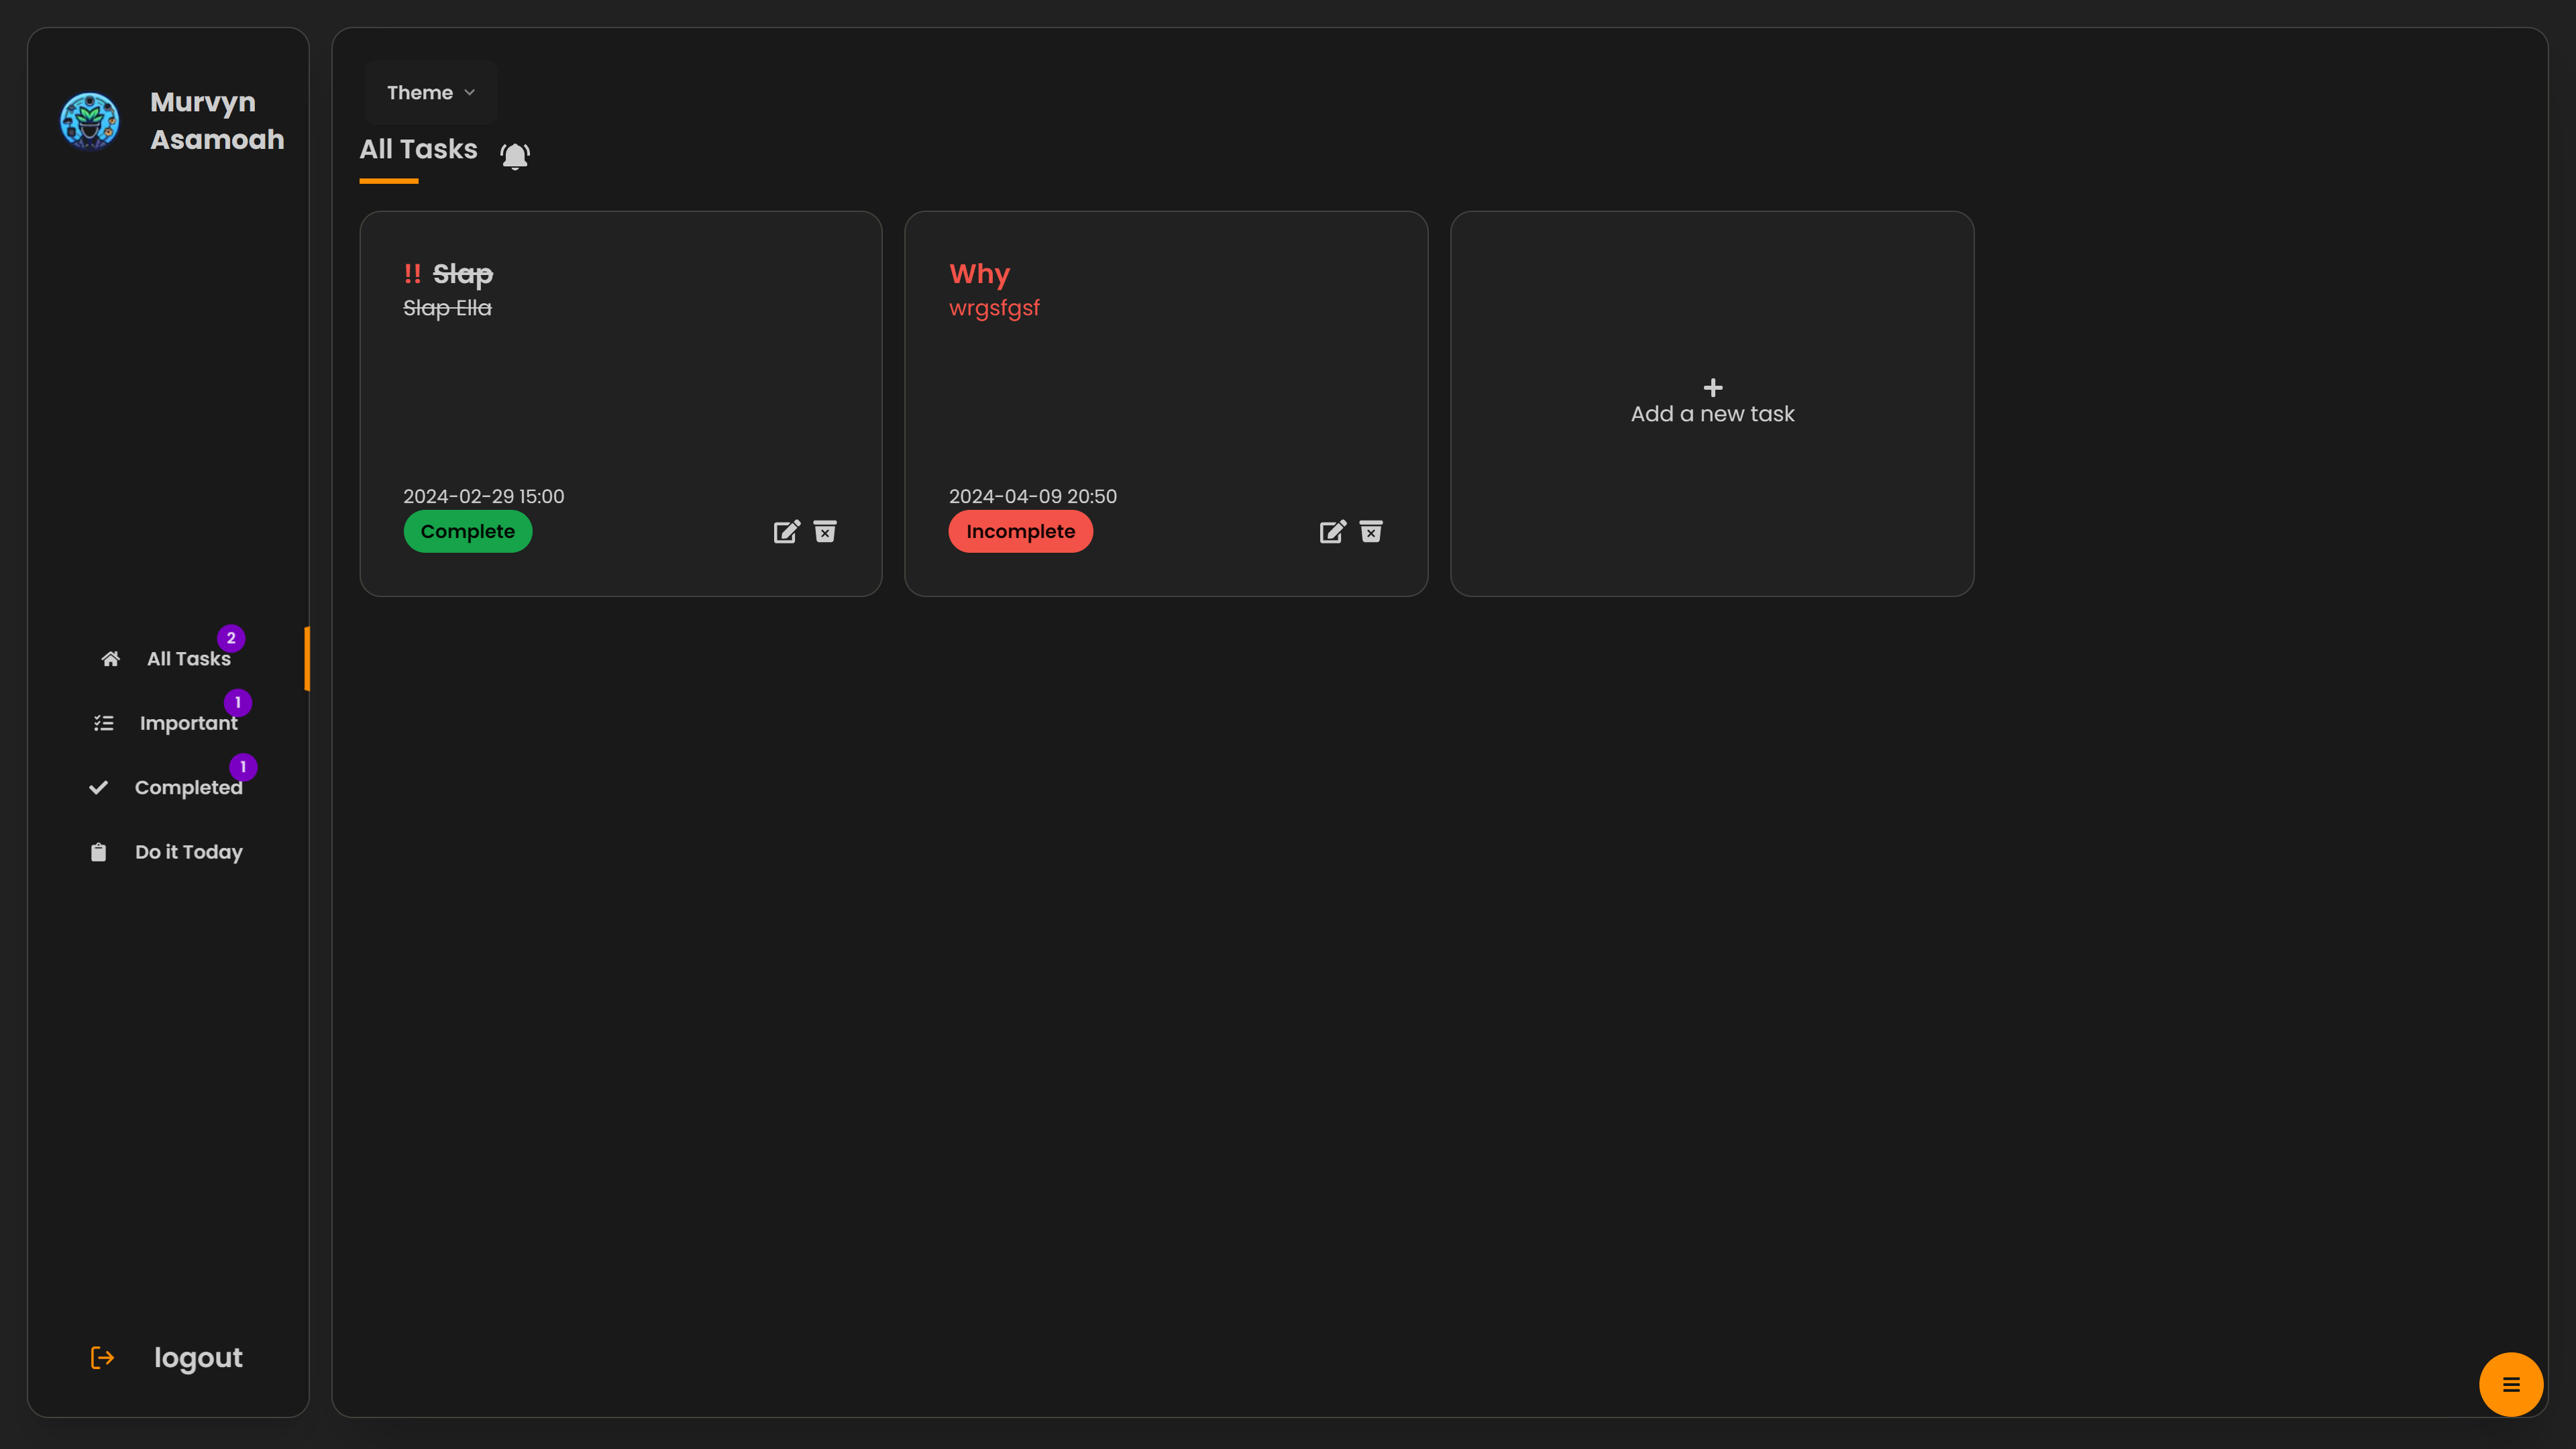 Murvyn
Asamoah
2
All Tasks
1
Important
1
Completed
Do it Today
logout
Theme
All Tasks
!! Slap
Slap Ella
2024-02-29 15:00
Complete
Why
wrgsfgsf
2024-04-09 20:50
Incomplete
Add a new task